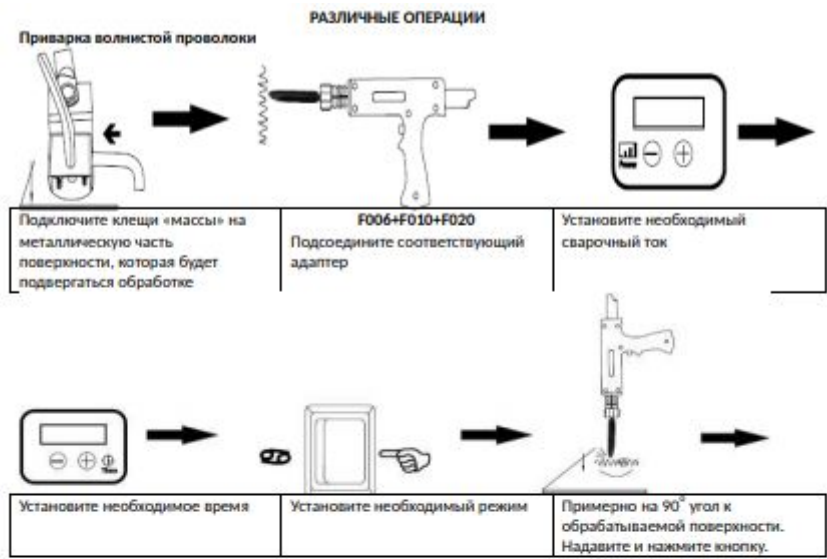 РАЗЛИЧНЫЕ ОПЕРАЦИИ
Приварка волнистой проволоки
Подключите клещи «массы» на
металлическую часть
поверхности, которая будет
подвергаться обработке
F006+F010+F020
Подсоедините соответствующий
адаптер
Установите необходимый
сварочный ток
Установите необходимое время
Установите необходимый режим
Примерно на 90° угол к
обрабатываемой поверхности.
Надавите и нажмите кнопку.